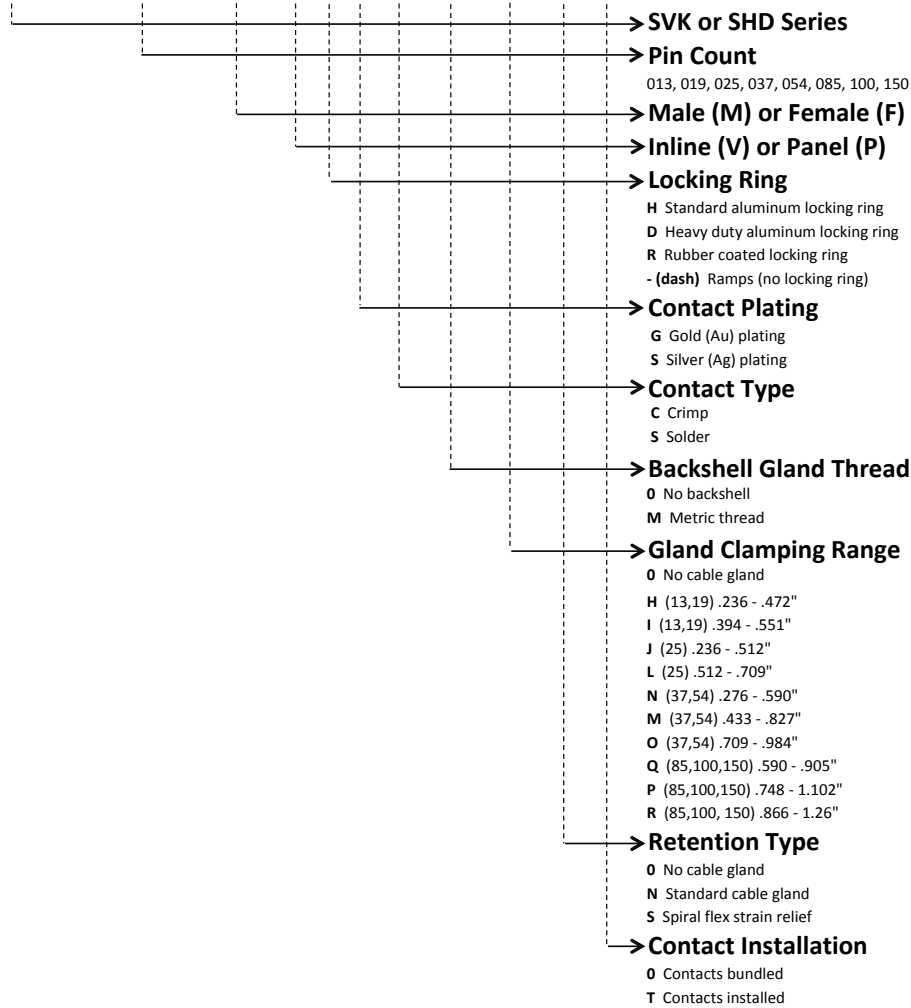 SVK or SHD Series
Pin Count
013, 019, 025, 037, 054, 085, 100, 150
Male (M) or Female (F)
Inline (V) or Panel (P)
Locking Ring
H Standard aluminum locking ring
D Heavy duty aluminum locking ring
R Rubber coated locking ring
- (dash) Ramps (no locking ring)
Contact Plating
G Gold (Au) plating
S Silver (Ag) plating
Contact Type
C Crimp
S Solder
Backshell Gland Thread
0 No backshell
M Metric thread
Gland Clamping Range
0 No cable gland
H (13,19) .236 - .472"
I (13,19) .394 - .551"
J (25) .236 - .512"
L (25) .512 - .709"
N (37,54) .276 - .590"
M (37,54) .433 - .827"
O (37,54) .709 - .984"
Q (85,100,150) .590 - .905"
P (85,100,150) .748 - 1.102"
R (85,100, 150) .866 - 1.26"
Retention Type
0 No cable gland
N Standard cable gland
S Spiral flex strain relief
Contact Installation
0 Contacts bundled
T Contacts installed